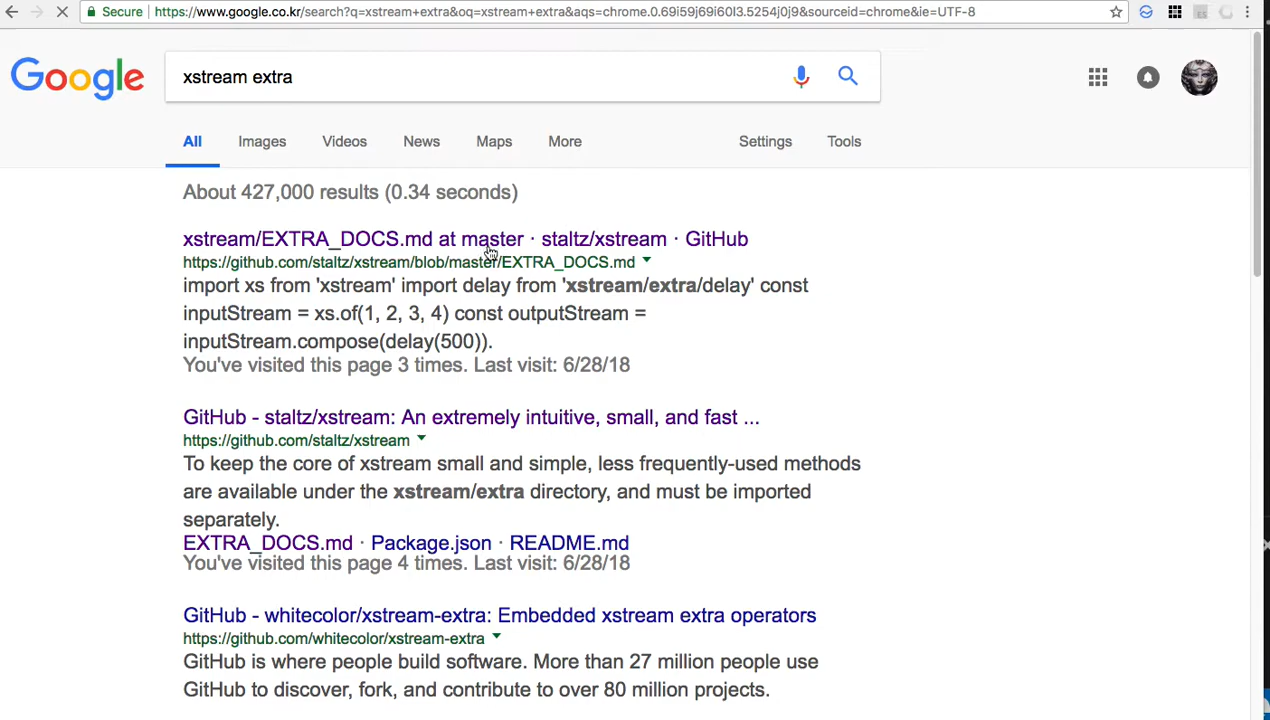 Secure https://www.google.co.kr/search?q=xstream+extra&oq=xstream+extra&aqs=chrome.0.69i59j69i60l3.5254j0j9&sourceid=chrome&ie=UTF-8
Google xstream extra
All Images Videos News Maps More Settings Tools
About 427,000 results (0.34 seconds)
xstream/EXTRA_DOCS.md at master · staltz/xstream · GitHub
https://github.com/staltz/xstream/blob/master/EXTRA_DOCS.md
import xs from 'xstream' import delay from 'xstream/extra/delay' const
inputStream = xs.of(1, 2, 3, 4) const outputStream =
inputStream.compose(delay(500)).
You've visited this page 3 times. Last visit: 6/28/18
GitHub - staltz/xstream: An extremely intuitive, small, and fast ...
https://github.com/staltz/xstream
To keep the core of xstream small and simple, less frequently-used methods
are available under the xstream/extra directory, and must be imported
separately.
EXTRA_DOCS.md · Package.json · README.md
You've visited this page 4 times. Last visit: 6/28/18
GitHub - whitecolor/xstream-extra: Embedded xstream extra operators
https://github.com/whitecolor/xstream-extra
GitHub is where people build software. More than 27 million people use
GitHub to discover, fork, and contribute to over 80 million projects.